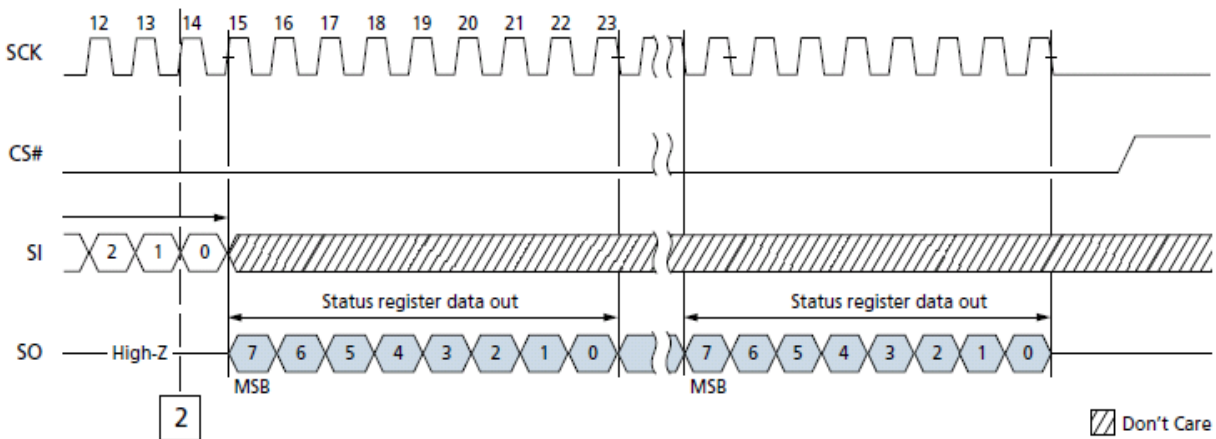 12 13 14 15 16 17 18 19 20 21 22 23
SCK
CS#
SI 2 1 0
Status register data out Status register data out
SO High-Z 7 6 5 4 3 2 1 0 7 6 5 4 3 2 1 0
MSB MSB
2
Don't Care